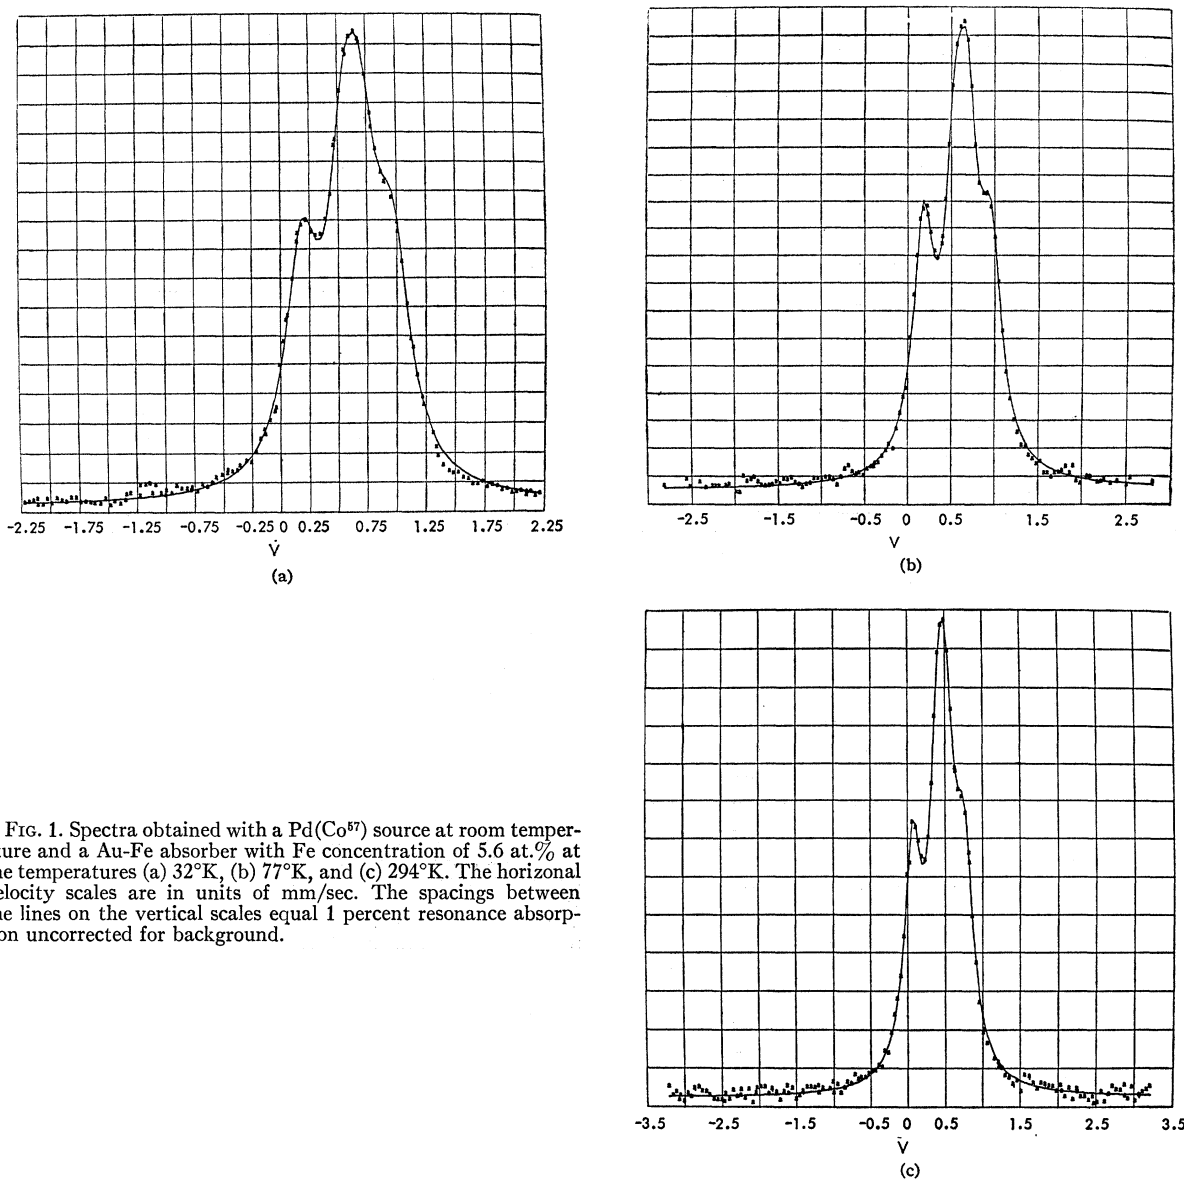 -2.25 -1.75 -1.25 -0.75 -0.25 0 0.25 0.75 1.25 1.75 2.25
V
(a)
-2.5 -1.5 -0.5 0 0.5 1.5 2.5
V
(b)
FIG. 1. Spectra obtained with a Pd(Co⁵⁷) source at room temper-
ture and a Au-Fe absorber with Fe concentration of 5.6 at.% at
he temperatures (a) 32°K, (b) 77°K, and (c) 294°K. The horizonal
elocity scales are in units of mm/sec. The spacings between
he lines on the vertical scales equal 1 percent resonance absorp-
on uncorrected for background.
-3.5 -2.5 -1.5 -0.5 0 0.5 1.5 2.5 3.5
V
(c)